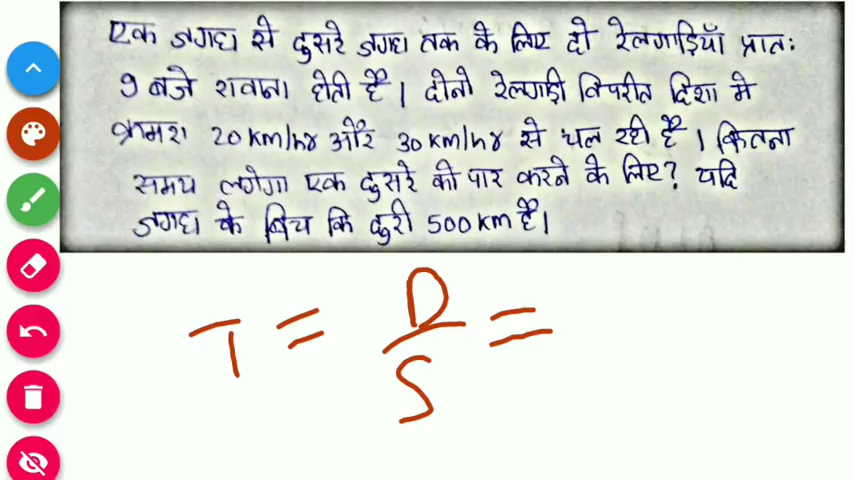 एक जगह से दुसरे जगह तक के लिए दो रेलगाड़ियाँ प्रातः
9 बजे रवाना होती है। दोनो रेलगाड़ी विपरीत दिशा मे
क्रमशः 20 km/hr और 30 km/hr से चल रही है। कितना
समय लगेगा एक दुसरे को पार करने के लिए? यदि
जगह के बिच कि दुरी 500 km है।
T = D/S =